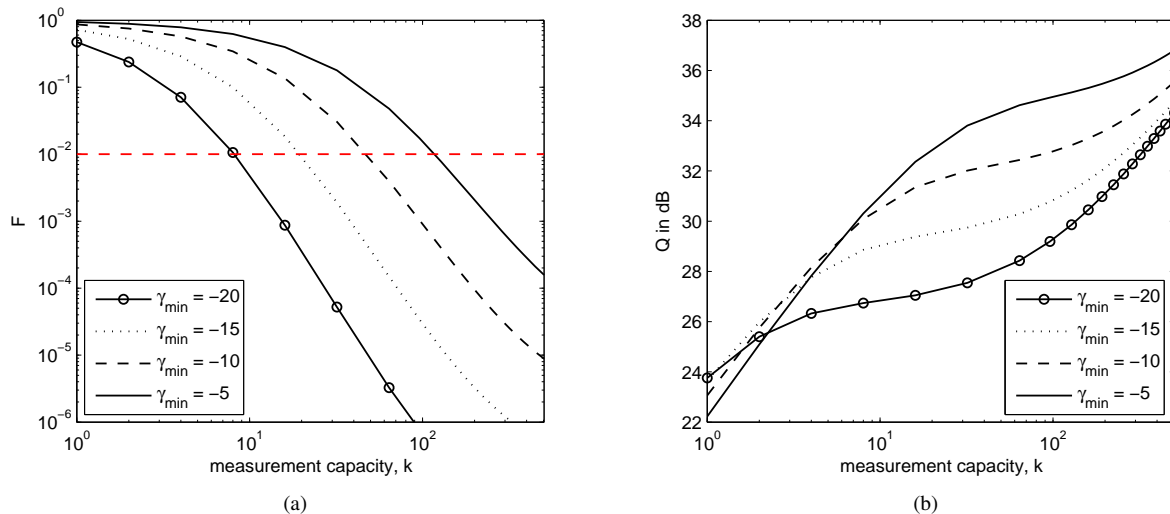 10^0
10^-1
10^-2
10^-3
10^-4
10^-5
10^-6
F
γ_min = −20
γ_min = −15
γ_min = −10
γ_min = −5
10^0
10^1
10^2
measurement capacity, k
(a)
38
36
34
32
30
28
26
24
22
Q in dB
γ_min = −20
γ_min = −15
γ_min = −10
γ_min = −5
10^0
10^1
10^2
measurement capacity, k
(b)